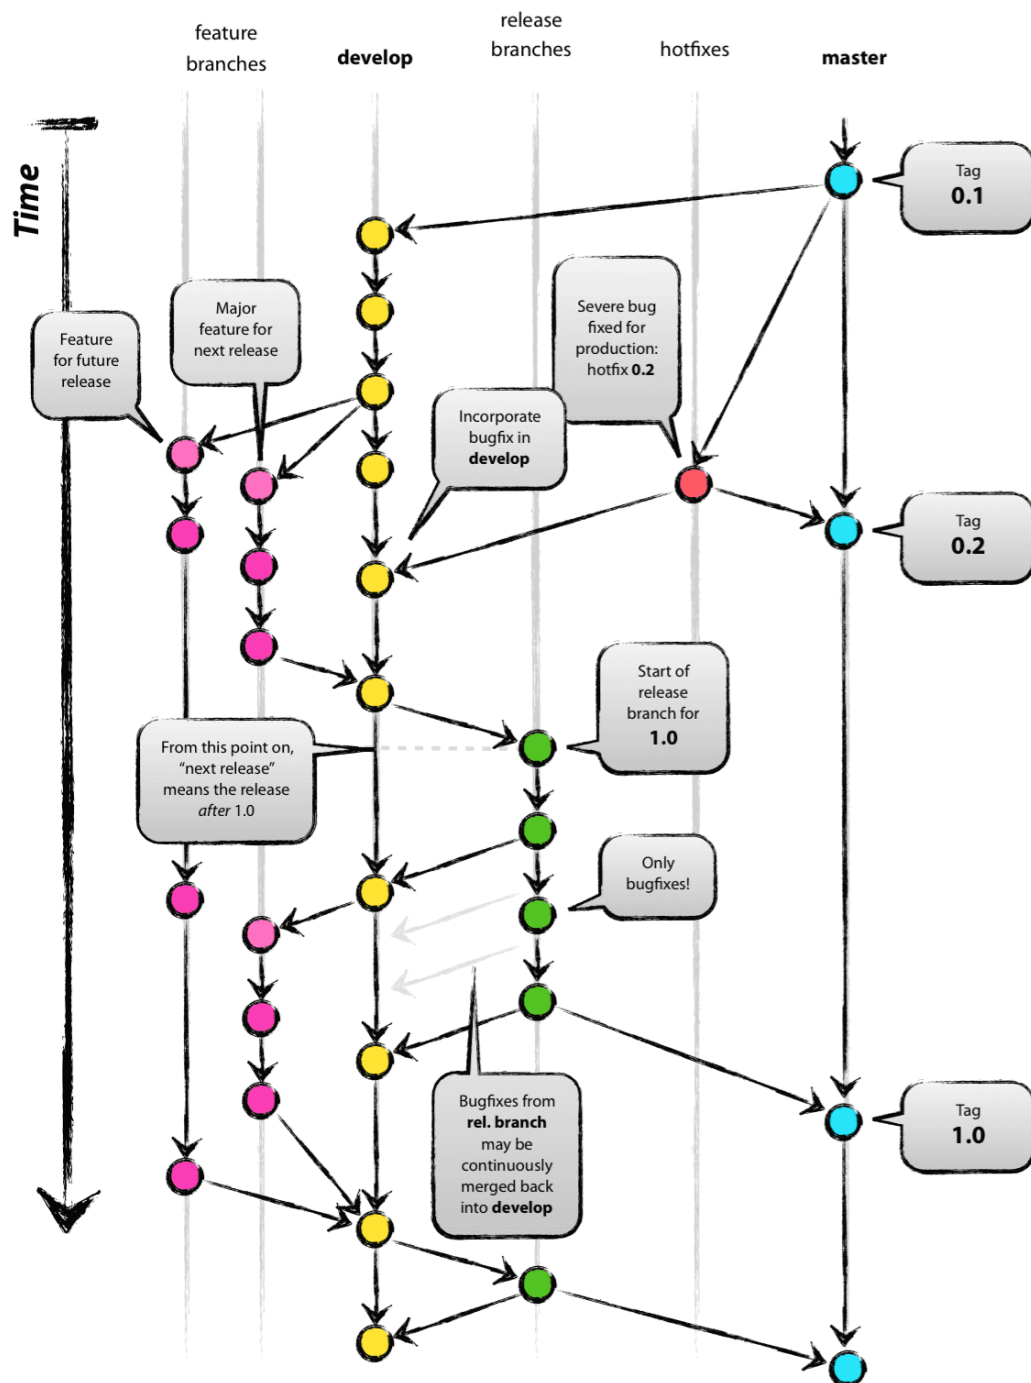 feature
branches
develop
release
branches
hotfixes
master
Time
Tag
0.1
Feature
for future
release
Major
feature for
next release
Severe bug
fixed for
production:
hotfix 0.2
Incorporate
bugfix in
develop
Tag
0.2
Start of
release
branch for
1.0
From this point on,
“next release”
means the release
after 1.0
Only
bugfixes!
Bugfixes from
rel. branch
may be
continuously
merged back
into develop
Tag
1.0